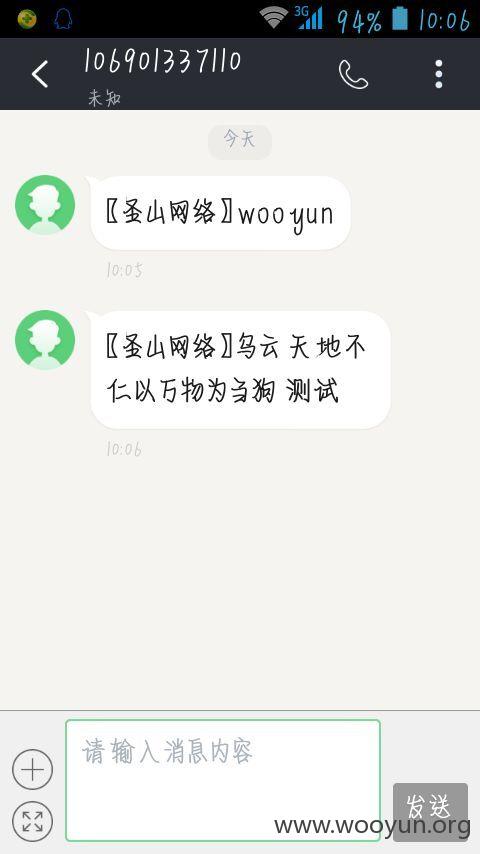 3G
94%
10:06
106901337110
未知
今天
〖圣山网络〗wooyun
10:05
〖圣山网络〗乌云 天地不
仁以万物为刍狗 测试
10:06
请输入消息内容
发送
www.wooyun.org